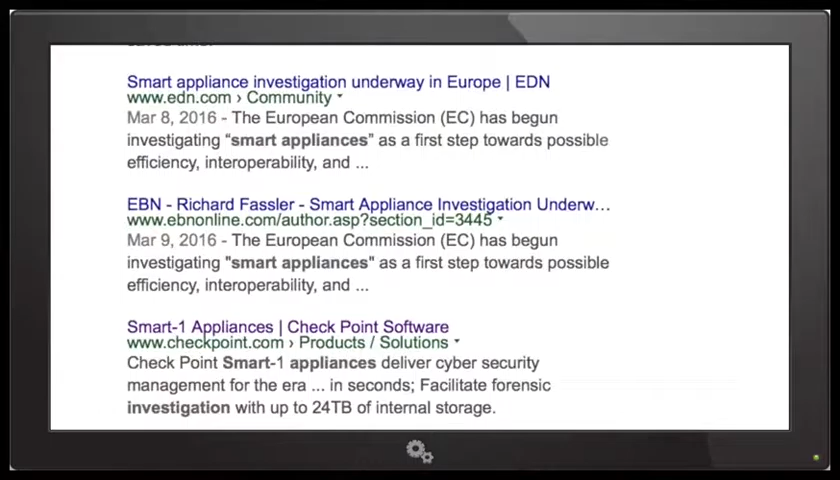 Smart appliance investigation underway in Europe | EDN
www.edn.com › Community
Mar 8, 2016 - The European Commission (EC) has begun
investigating “smart appliances” as a first step towards possible
efficiency, interoperability, and ...
EBN - Richard Fassler - Smart Appliance Investigation Underw...
www.ebnonline.com/author.asp?section_id=3445
Mar 9, 2016 - The European Commission (EC) has begun
investigating "smart appliances" as a first step towards possible
efficiency, interoperability, and ...
Smart-1 Appliances | Check Point Software
www.checkpoint.com › Products / Solutions
Check Point Smart-1 appliances deliver cyber security
management for the era ... in seconds; Facilitate forensic
investigation with up to 24TB of internal storage.